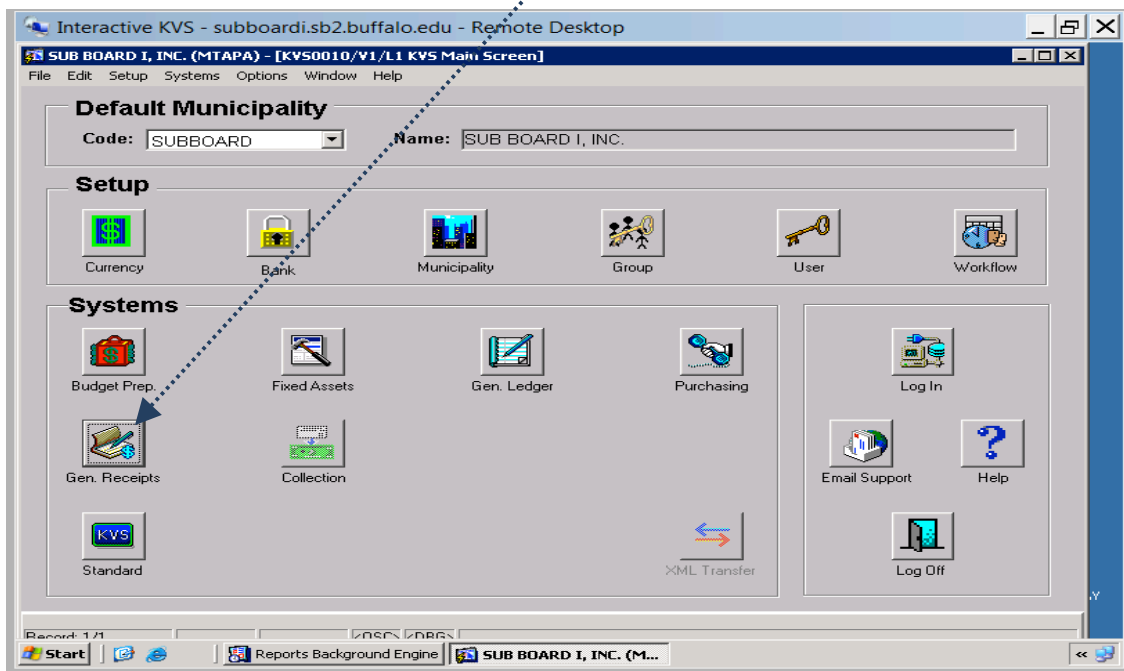 Interactive KVS - subboardi.sb2.buffalo.edu - Remote Desktop
SUB BOARD I, INC. (MTAPA) - [KVS0010/V1/L1 KVS Main Screen]
File Edit Setup Systems Options Window Help
Default Municipality
Code: SUBBOARD Name: SUB BOARD I, INC.
Setup
Currency Bank Municipality Group User Workflow
Systems
Budget Prep. Fixed Assets Gen. Ledger Purchasing Log In
Gen. Receipts Collection Email Support Help
KVS
Standard XML Transfer Log Off
Record: 1/1 <OSC> <DBG>
Start Reports Background Engine SUB BOARD I, INC. (M...